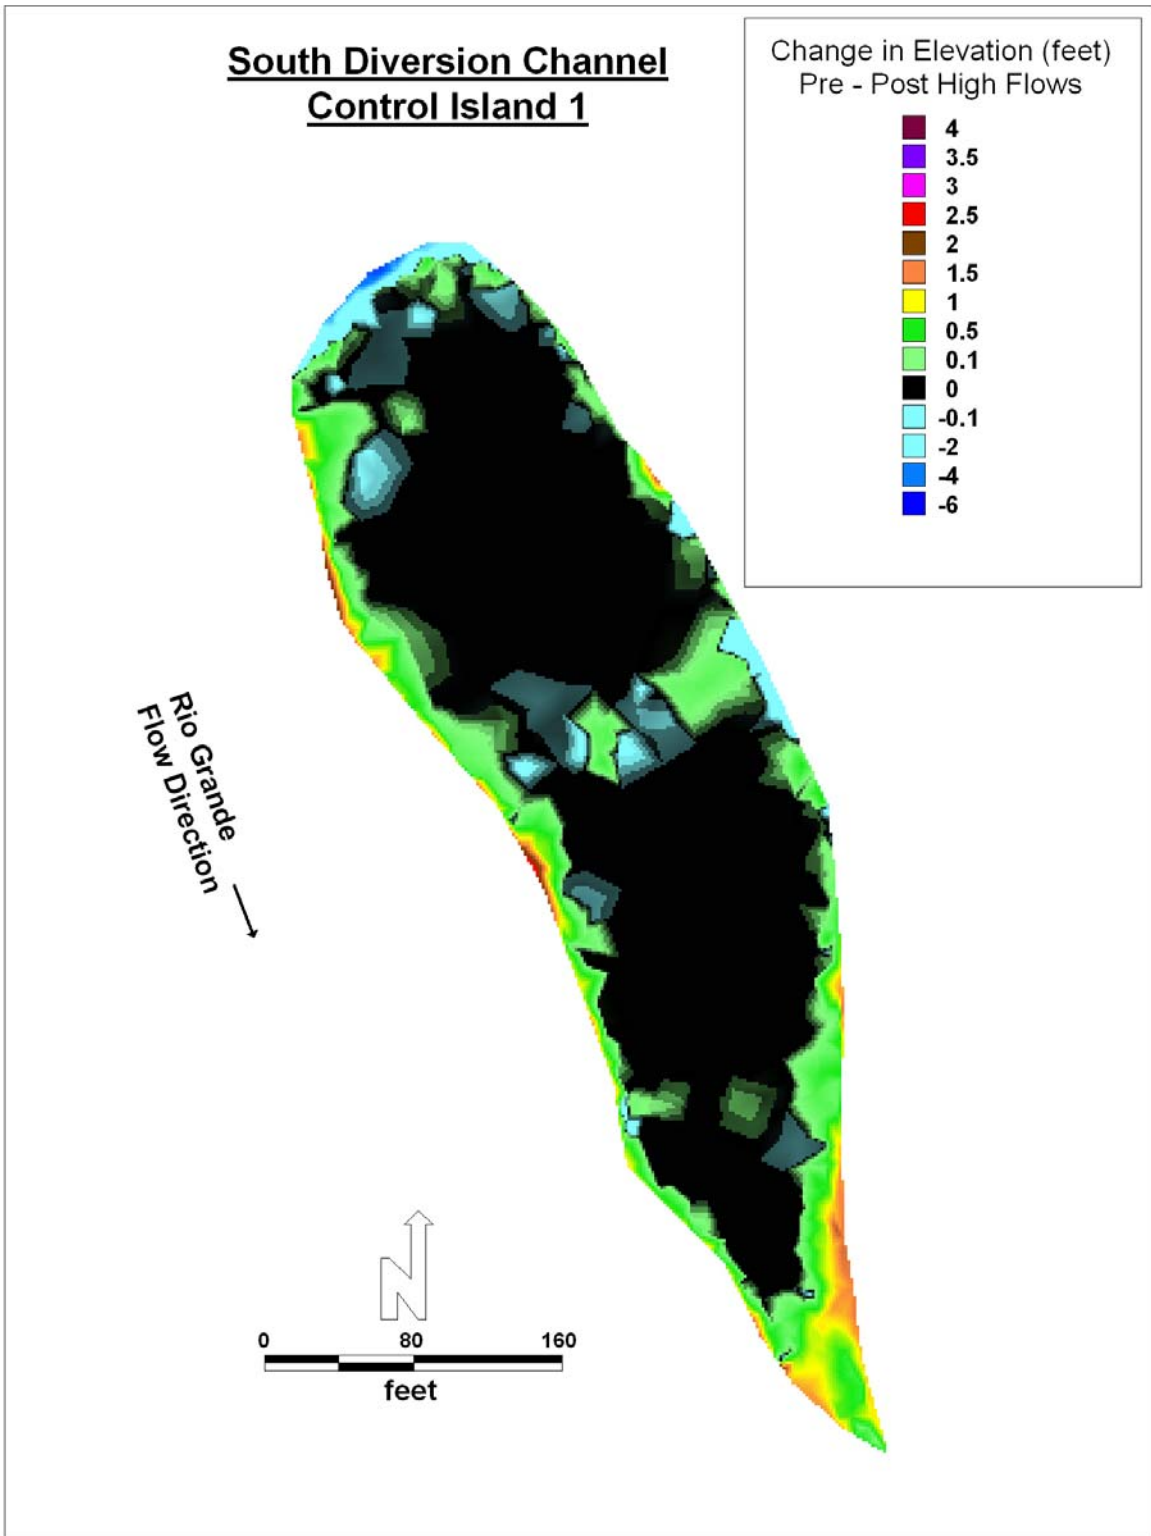 South Diversion Channel
Control Island 1
Change in Elevation (feet)
Pre - Post High Flows
4
3.5
3
2.5
2
1.5
1
0.5
0.1
0
-0.1
-2
-4
-6
Rio Grande
Flow Direction
N
0 80 160
feet